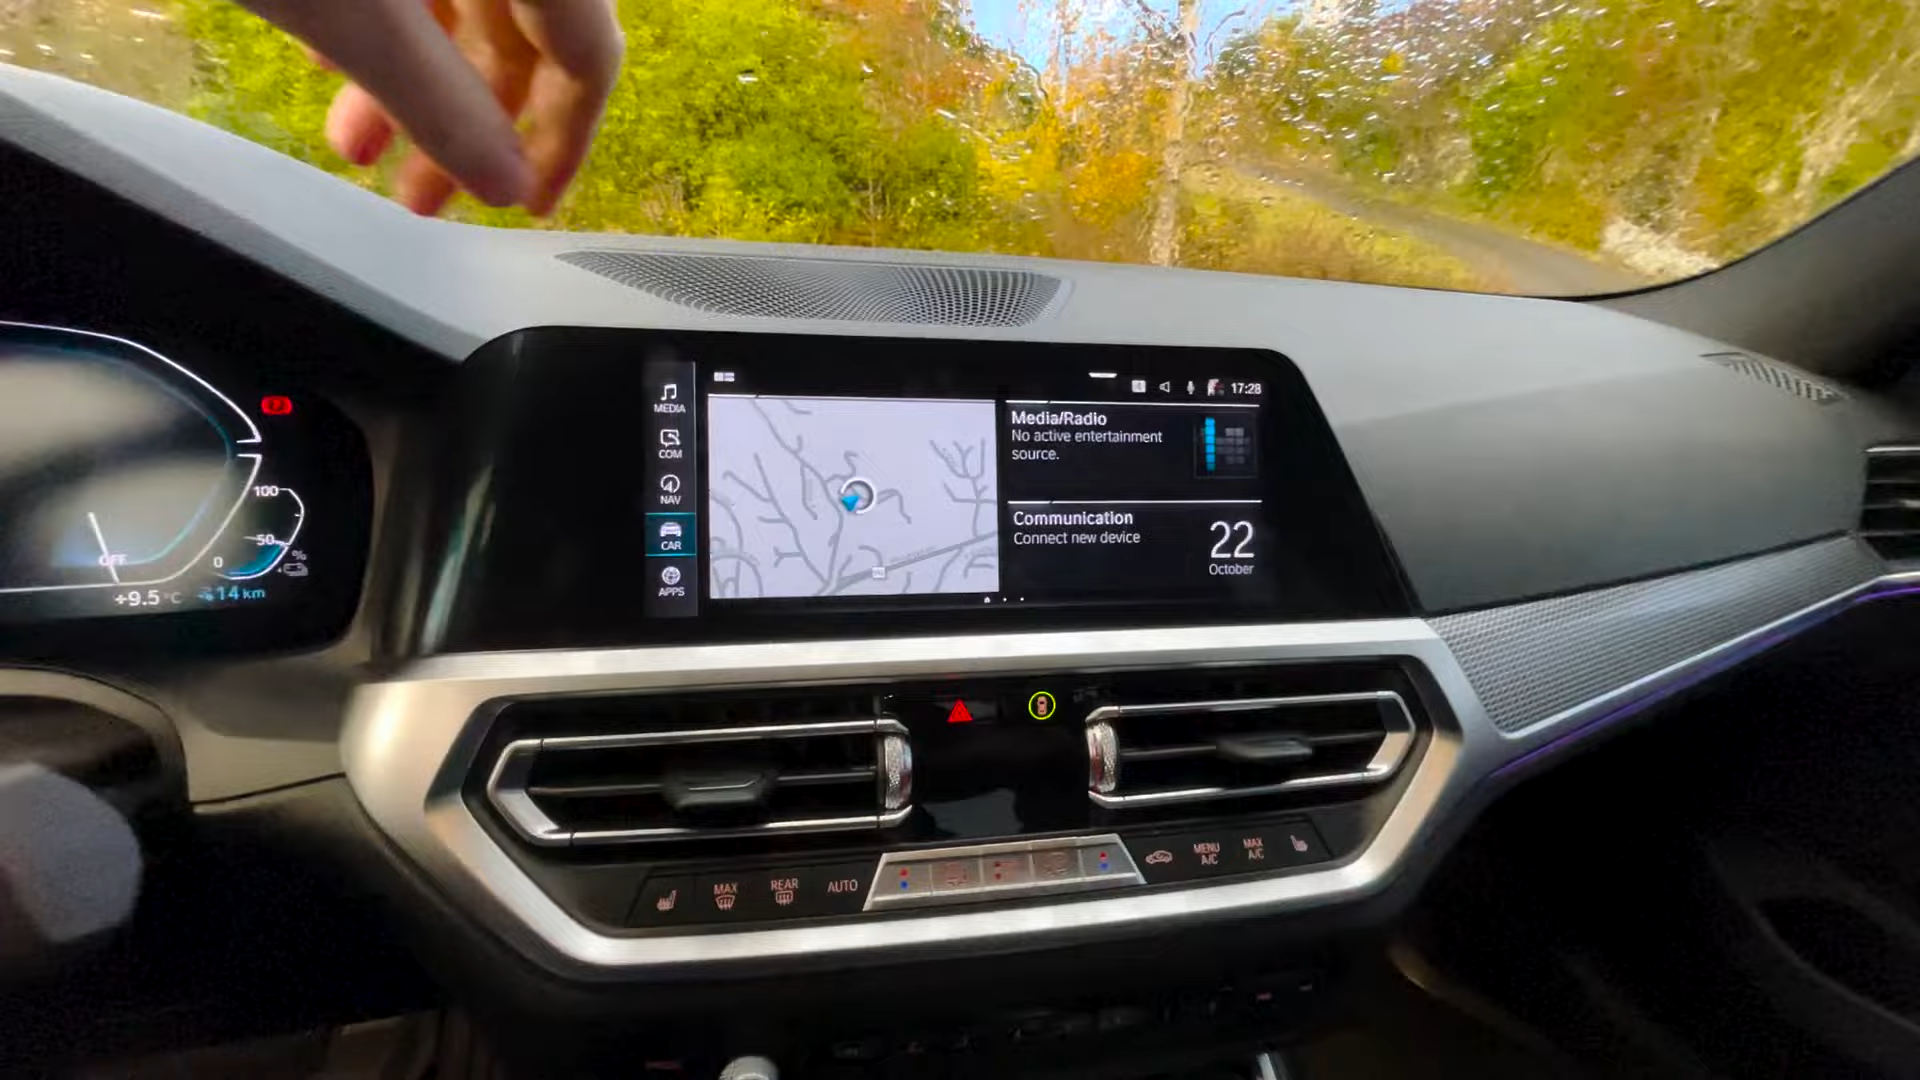 MEDIA
COM
NAV
CAR
APPS
17:28
Media/Radio
No active entertainment
source.
Communication
Connect new device
22
October
100
50
%
0
OFF
+9.5 °C
14 km
MAX
REAR
AUTO
MENU
A/C
MAX
A/C